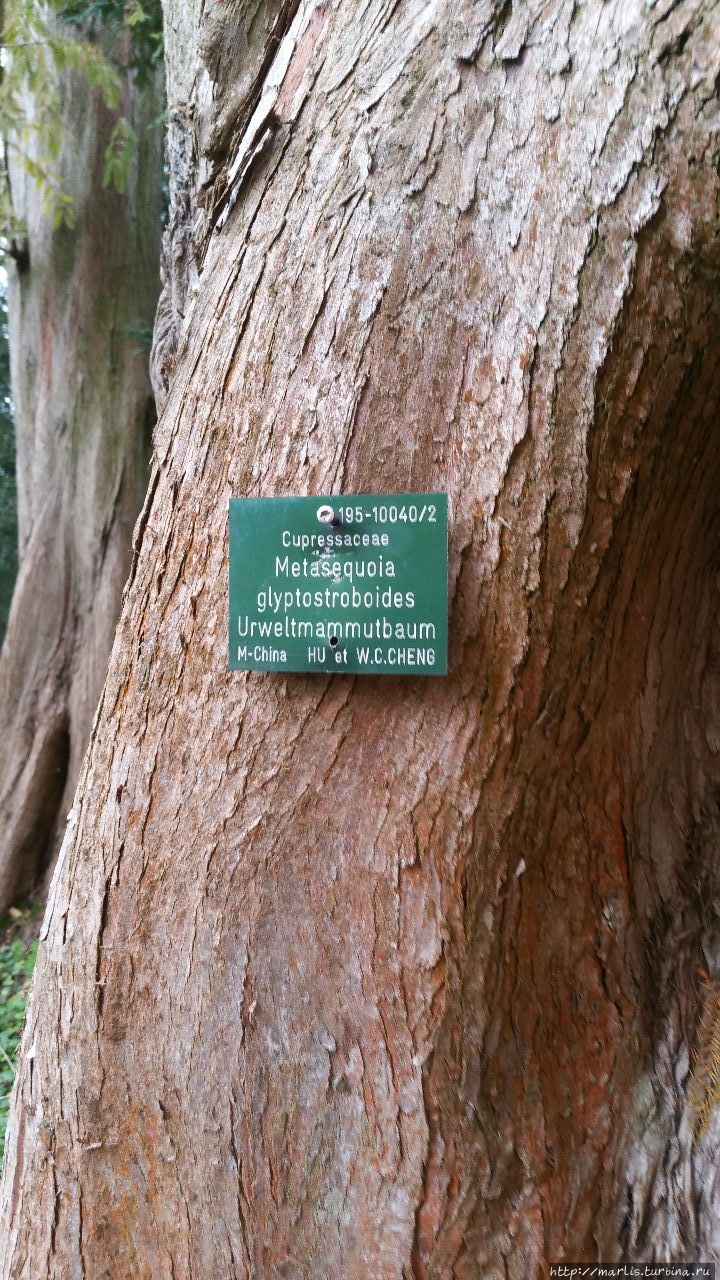 195-10040/2
Cupressaceae
Metasequoia
glyptostroboides
Urweltmammutbaum
M-China HU et W.C.CHENG
http://marlis.turbina.ru